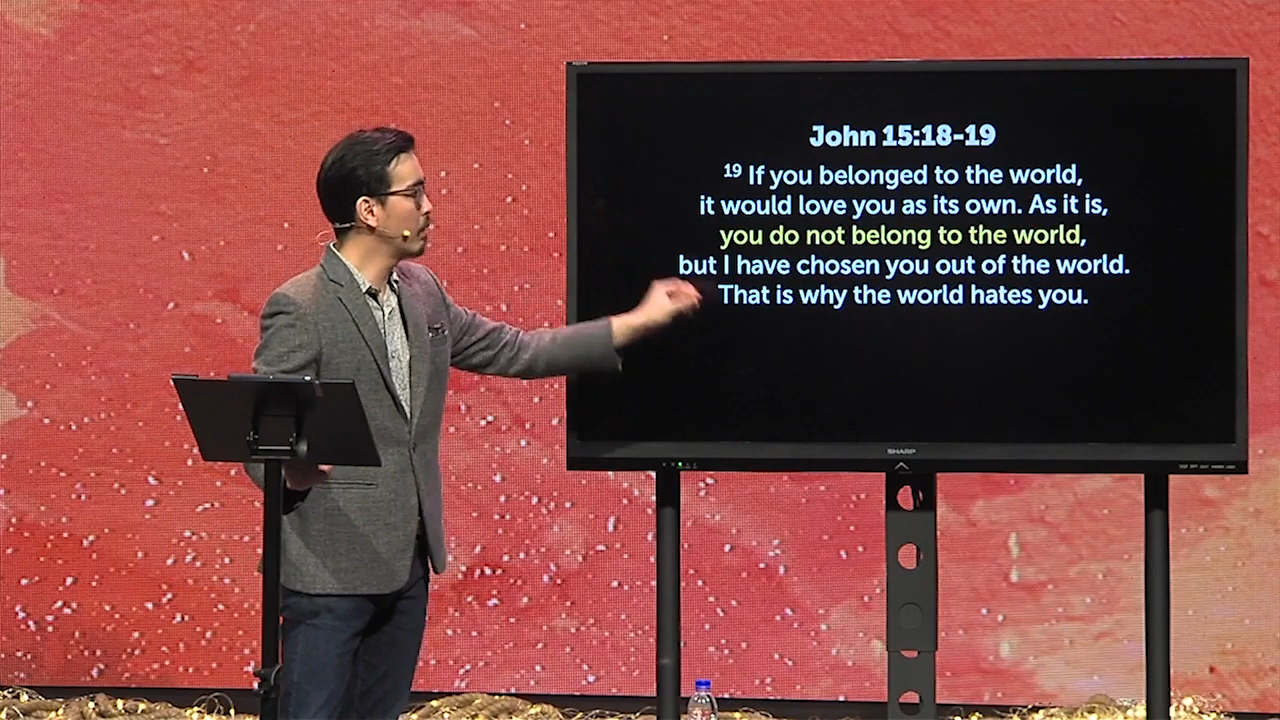 John 15:18-19
19 If you belonged to the world,
it would love you as its own. As it is,
you do not belong to the world,
but I have chosen you out of the world.
That is why the world hates you.
SHARP